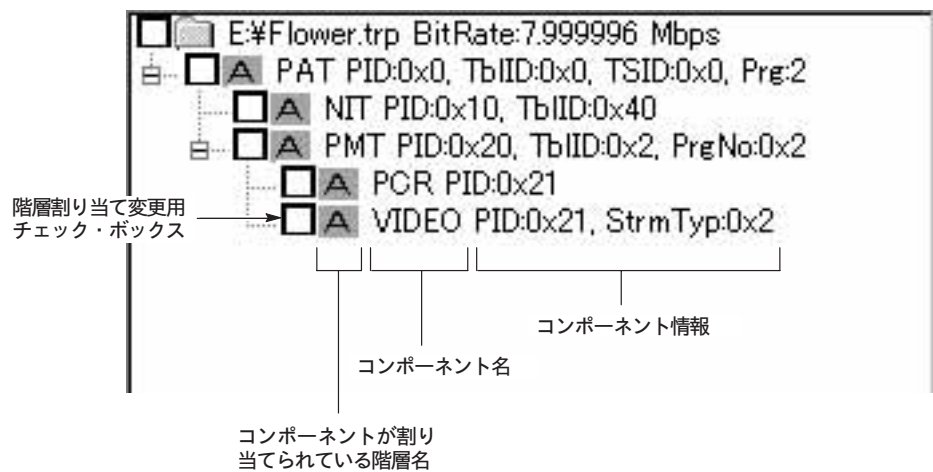 E:¥Flower.trp BitRate:7.999996 Mbps
A PAT PID:0x0, TblID:0x0, TSID:0x0, Prg:2
A NIT PID:0x10, TblID:0x40
A PMT PID:0x20, TblID:0x2, PrgNo:0x2
A PCR PID:0x21
A VIDEO PID:0x21, StrmTyp:0x2
階層割り当て変更用
チェック・ボックス
コンポーネント情報
コンポーネント名
コンポーネントが割り
当てられている階層名